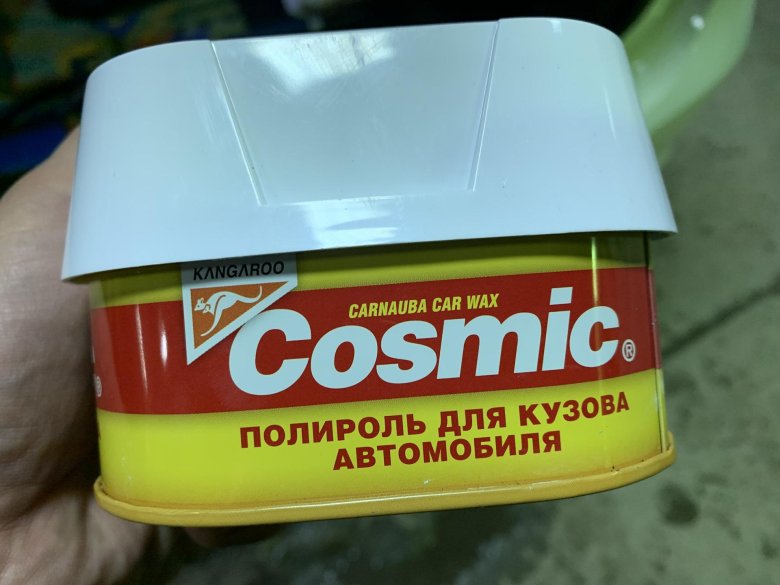 KANGAROO
CARNAUBA CAR WAX
Cosmic®
ПОЛИРОЛЬ ДЛЯ КУЗОВА
АВТОМОБИЛЯ